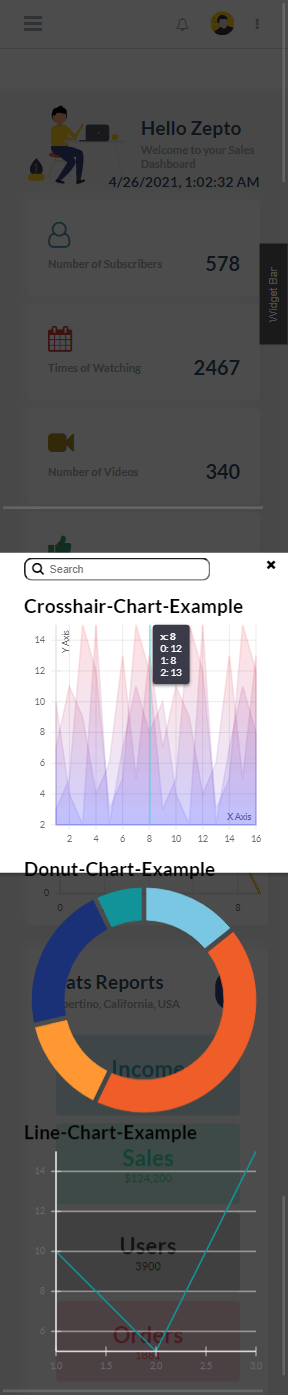 Hello Zepto
Welcome to your Sales
Dashboard
4/26/2021, 1:02:32 AM
Number of Subscribers
578
Widget Bar
Times of Watching
2467
Number of Videos
340
Search
×
Crosshair-Chart-Example
Y Axis
x: 8
0: 12
1: 8
2: 13
14
12
10
8
6
4
2
X Axis
2 4 6 8 10 12 14 16
Donut-Chart-Example
0
0 8
ats Reports
pertino, California, USA
Income
Line-Chart-Example
Sales
$124,200
Users
3900
Orders
14
12
10
8
6
1.0 1.5 2.0 2.5 3.0